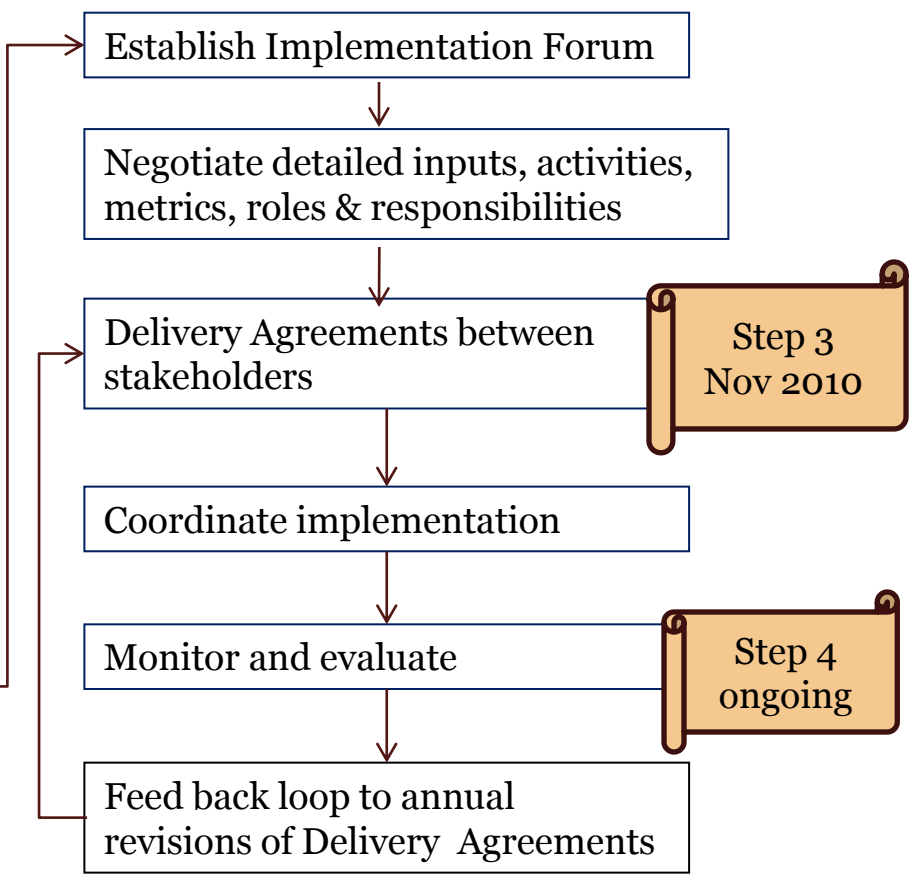 Establish Implementation Forum
Negotiate detailed inputs, activities,
metrics, roles & responsibilities
Delivery Agreements between
stakeholders
Step 3
Nov 2010
Coordinate implementation
Monitor and evaluate
Step 4
ongoing
Feed back loop to annual
revisions of Delivery  Agreements